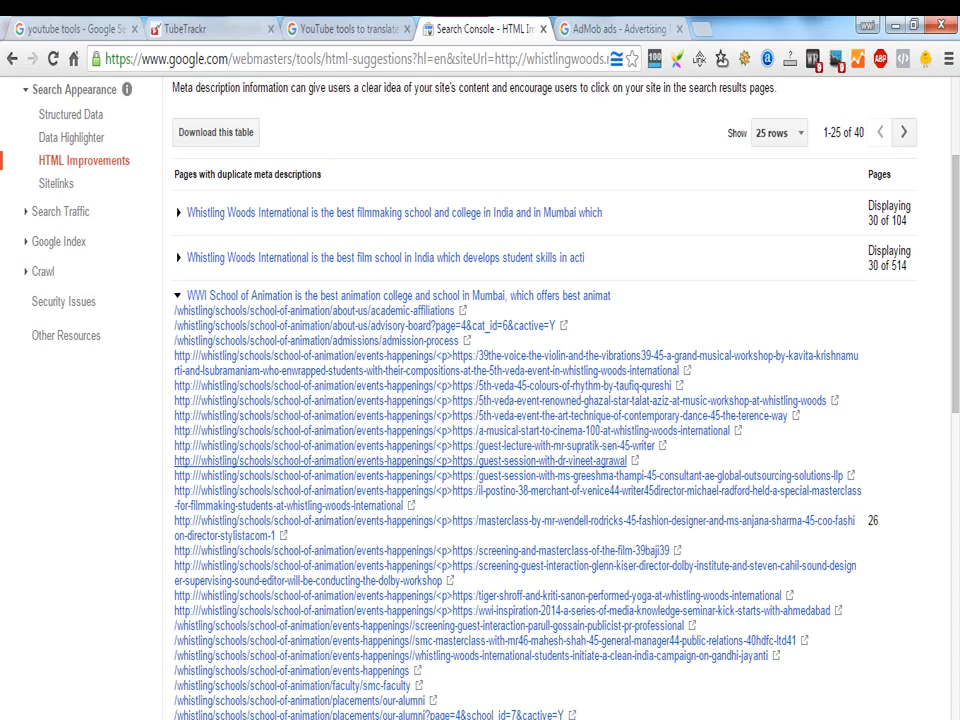 youtube tools - Google Se
TubeTrackr
YouTube tools to translate
Search Console - HTML In
AdMob ads - Advertising
https://www.google.com/webmasters/tools/html-suggestions?hl=en&siteUrl=http://whistlingwoods.n
Search Appearance
Structured Data
Data Highlighter
HTML Improvements
Sitelinks
Search Traffic
Google Index
Crawl
Security Issues
Other Resources
Meta description information can give users a clear idea of your site's content and encourage users to click on your site in the search results pages.
Download this table
Show 25 rows 1-25 of 40
Pages with duplicate meta descriptions Pages
Whistling Woods International is the best filmmaking school and college in India and in Mumbai which
Displaying
30 of 104
Whistling Woods International is the best film school in India which develops student skills in acti
Displaying
30 of 514
WWI School of Animation is the best animation college and school in Mumbai, which offers best animat
/whistling/schools/school-of-animation/about-us/academic-affiliations
/whistling/schools/school-of-animation/about-us/advisory-board?page=4&cat_id=6&cactive=Y
/whistling/schools/school-of-animation/admissions/admission-process
http:///whistling/schools/school-of-animation/events-happenings/<p>https:/39the-voice-the-violin-and-the-vibrations39-45-a-grand-musical-workshop-by-kavita-krishnamu
rti-and-lsubramaniam-who-enwrapped-students-with-their-compositions-at-the-5th-veda-event-in-whistling-woods-international
http:///whistling/schools/school-of-animation/events-happenings/<p>https:/5th-veda-45-colours-of-rhythm-by-taufiq-qureshi
http:///whistling/schools/school-of-animation/events-happenings/<p>https:/5th-veda-event-renowned-ghazal-star-talat-aziz-at-music-workshop-at-whistling-woods
http:///whistling/schools/school-of-animation/events-happenings/<p>https:/5th-veda-event-the-art-technique-of-contemporary-dance-45-the-terence-way
http:///whistling/schools/school-of-animation/events-happenings/<p>https:/a-musical-start-to-cinema-100-at-whistling-woods-international
http:///whistling/schools/school-of-animation/events-happenings/<p>https:/guest-lecture-with-mr-supratik-sen-45-writer
http:///whistling/schools/school-of-animation/events-happenings/<p>https:/guest-session-with-dr-vineet-agrawal
http:///whistling/schools/school-of-animation/events-happenings/<p>https:/guest-session-with-ms-greeshma-thampi-45-consultant-ae-global-outsourcing-solutions-llp
http:///whistling/schools/school-of-animation/events-happenings/<p>https:/il-postino-38-merchant-of-venice44-writer45director-michael-radford-held-a-special-masterclass
-for-filmmaking-students-at-whistling-woods-international
http:///whistling/schools/school-of-animation/events-happenings/<p>https:/masterclass-by-mr-wendell-rodricks-45-fashion-designer-and-ms-anjana-sharma-45-coo-fashi
on-director-stylistacom-1
26
http:///whistling/schools/school-of-animation/events-happenings/<p>https:/screening-and-masterclass-of-the-film-39baji39
http:///whistling/schools/school-of-animation/events-happenings/<p>https:/screening-guest-interaction-glenn-kiser-director-dolby-institute-and-steven-cahil-sound-design
er-supervising-sound-editor-will-be-conducting-the-dolby-workshop
http:///whistling/schools/school-of-animation/events-happenings/<p>https:/tiger-shroff-and-kriti-sanon-performed-yoga-at-whistling-woods-international
http:///whistling/schools/school-of-animation/events-happenings/<p>https:/wwi-inspiration-2014-a-series-of-media-knowledge-seminar-kick-starts-with-ahmedabad
/whistling/schools/school-of-animation/events-happenings//screening-guest-interaction-parull-gossain-publicist-pr-professional
/whistling/schools/school-of-animation/events-happenings//smc-masterclass-with-mr46-mahesh-shah-45-general-manager44-public-relations-40hdfc-ltd41
/whistling/schools/school-of-animation/events-happenings//whistling-woods-international-students-initiate-a-clean-india-campaign-on-gandhi-jayanti
/whistling/schools/school-of-animation/events-happenings
/whistling/schools/school-of-animation/faculty/smc-faculty
/whistling/schools/school-of-animation/placements/our-alumni
/whistling/schools/school-of-animation/placements/our-alumni?page=4&school_id=7&cactive=Y